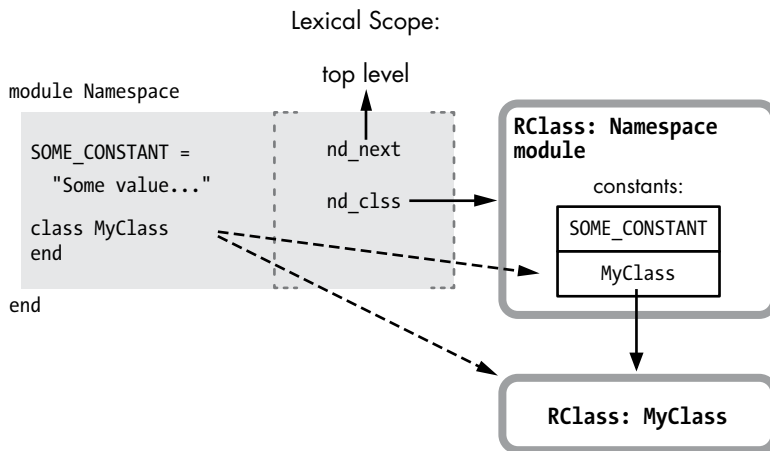 Lexical Scope:
top level
module Namespace
SOME_CONSTANT =
"Some value..."
class MyClass
end
end
nd_next
nd_clss
RClass: Namespace
module
constants:
SOME_CONSTANT
MyClass
RClass: MyClass